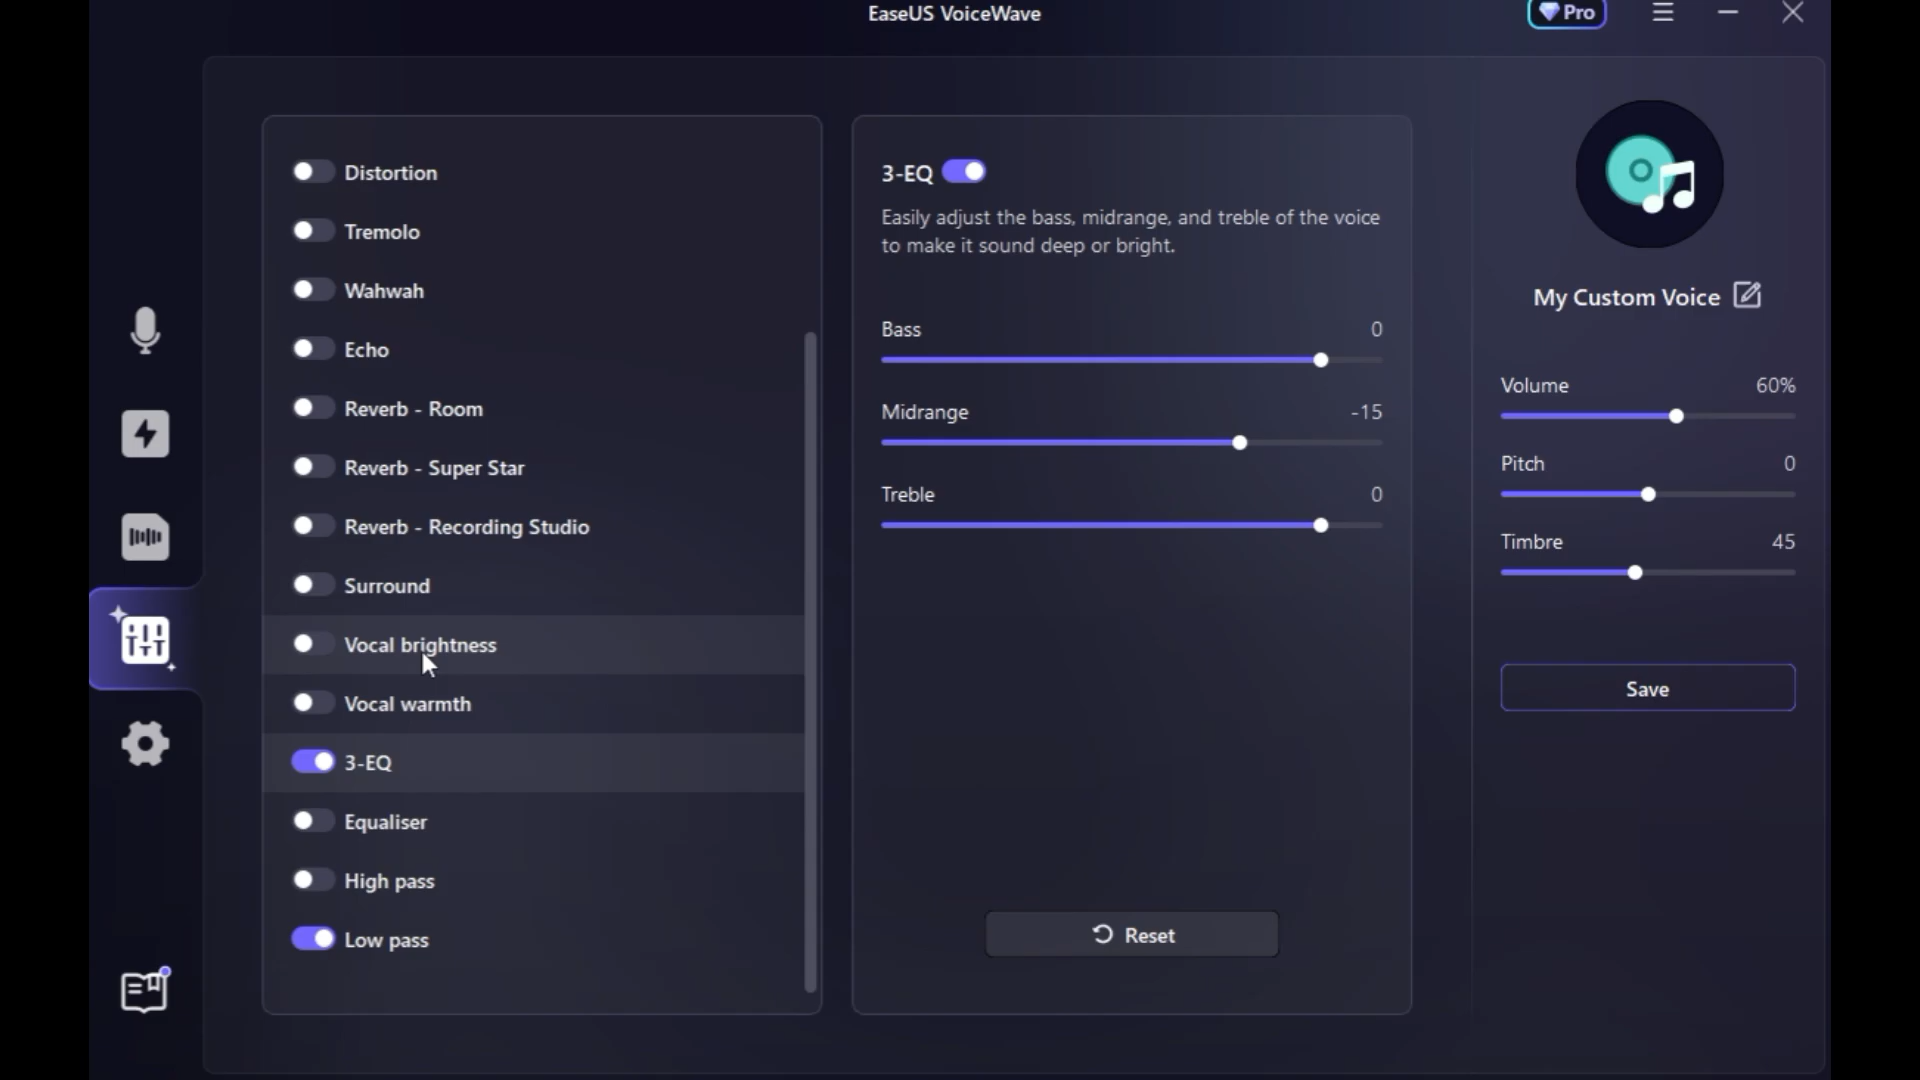 EaseUS VoiceWave
Pro
Distortion
Tremolo
Wahwah
Echo
Reverb - Room
Reverb - Super Star
Reverb - Recording Studio
Surround
Vocal brightness
Vocal warmth
3-EQ
Equaliser
High pass
Low pass
3-EQ
Easily adjust the bass, midrange, and treble of the voice
to make it sound deep or bright.
Bass 0
Midrange -15
Treble 0
Reset
My Custom Voice
Volume 60%
Pitch 0
Timbre 45
Save